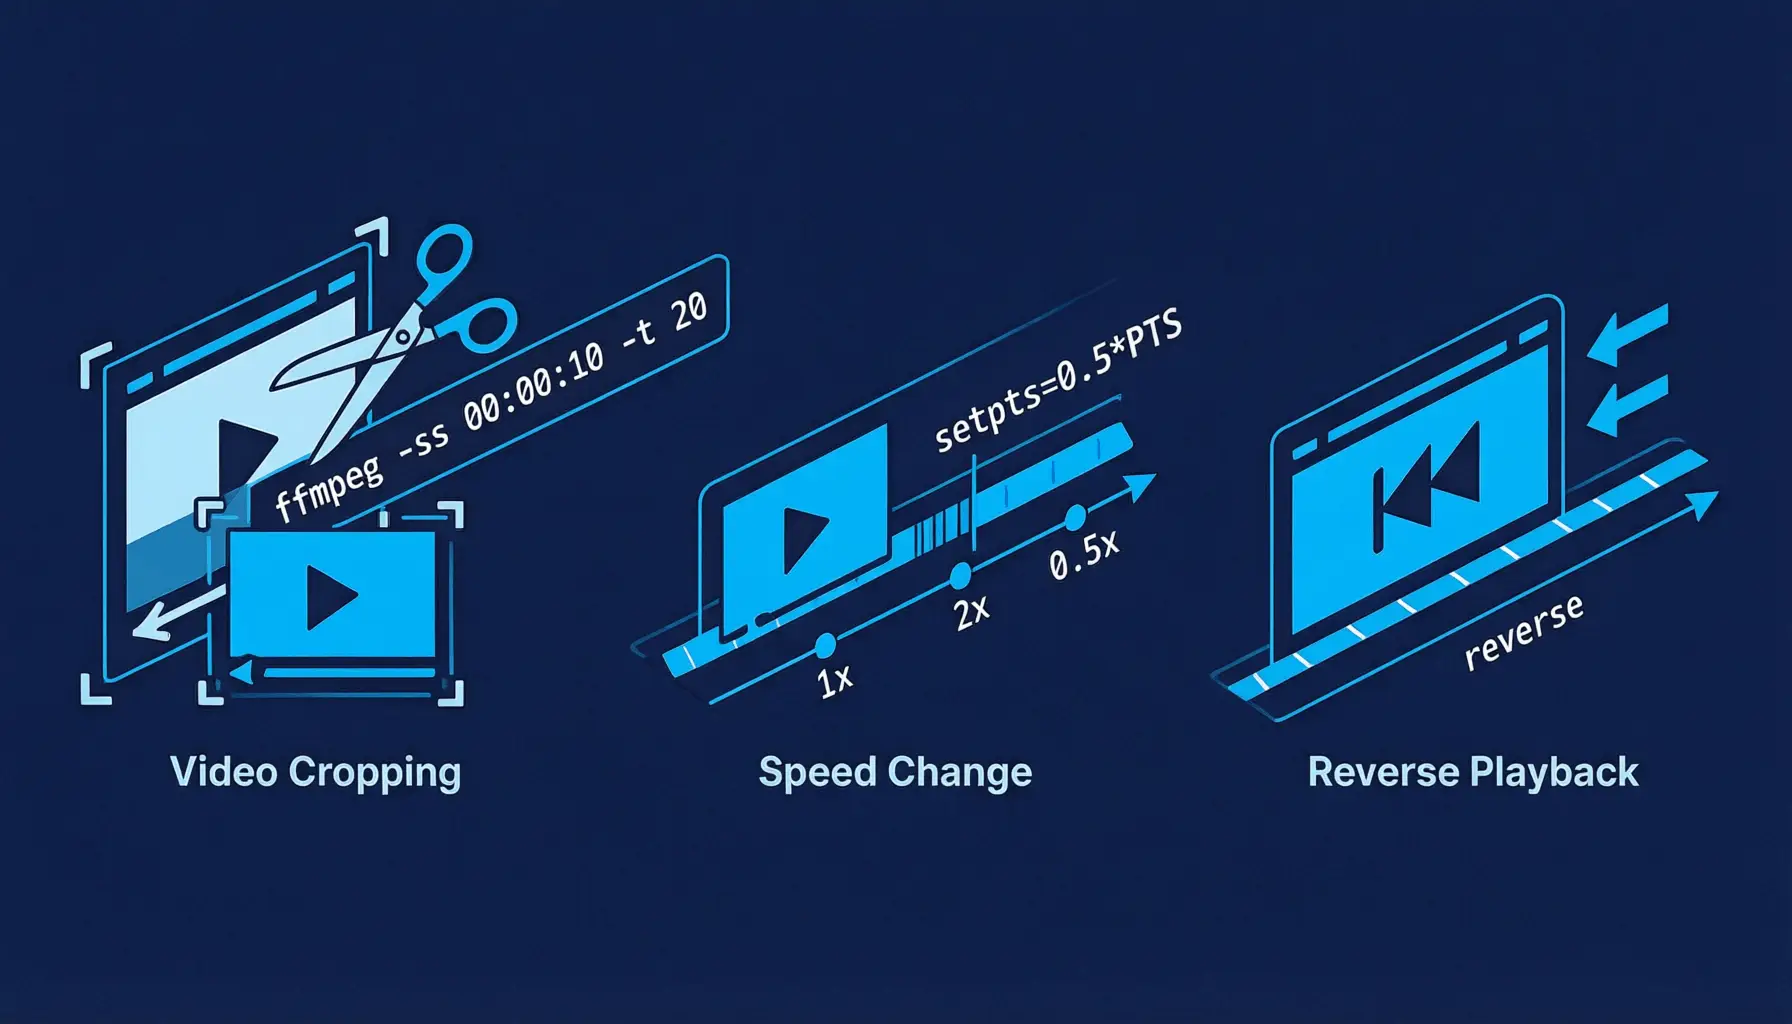 ffmpeg -ss 00:00:10 -t 20
Video Cropping
setpts=0.5*PTS
1x
2x
0.5x
Speed Change
reverse
Reverse Playback